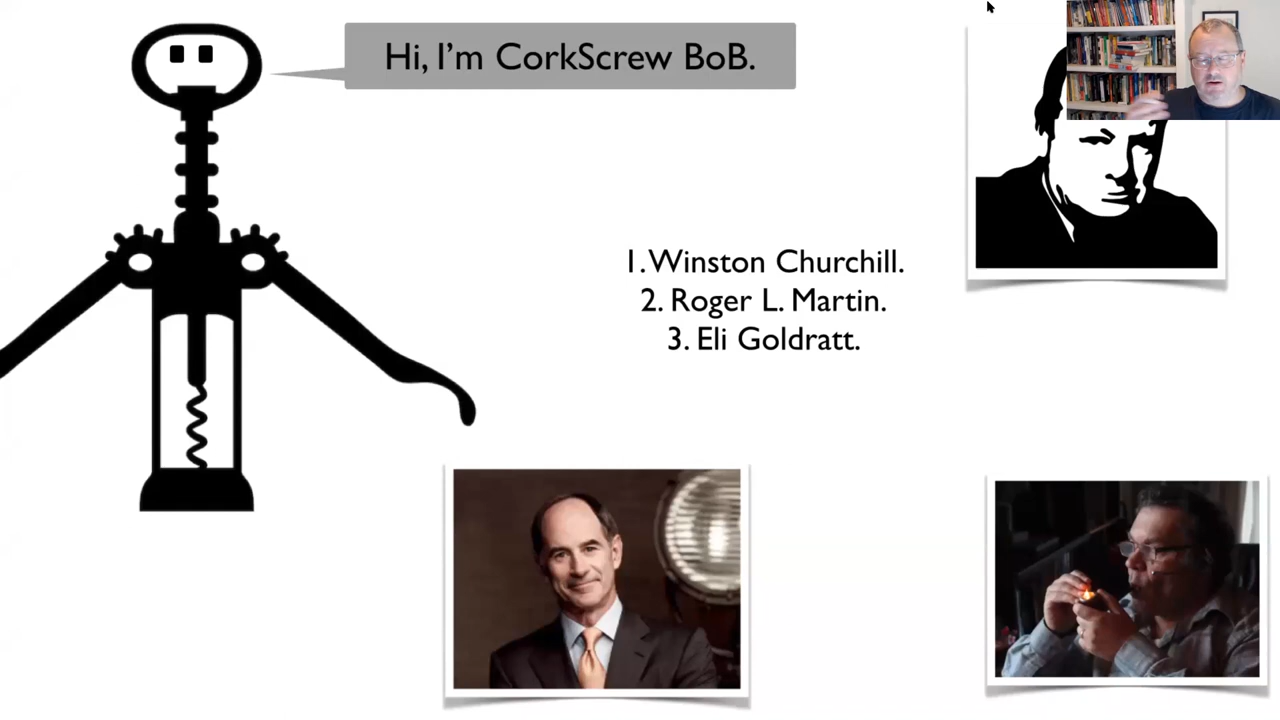 Hi, I'm CorkScrew BoB.
1. Winston Churchill.
2. Roger L. Martin.
3. Eli Goldratt.